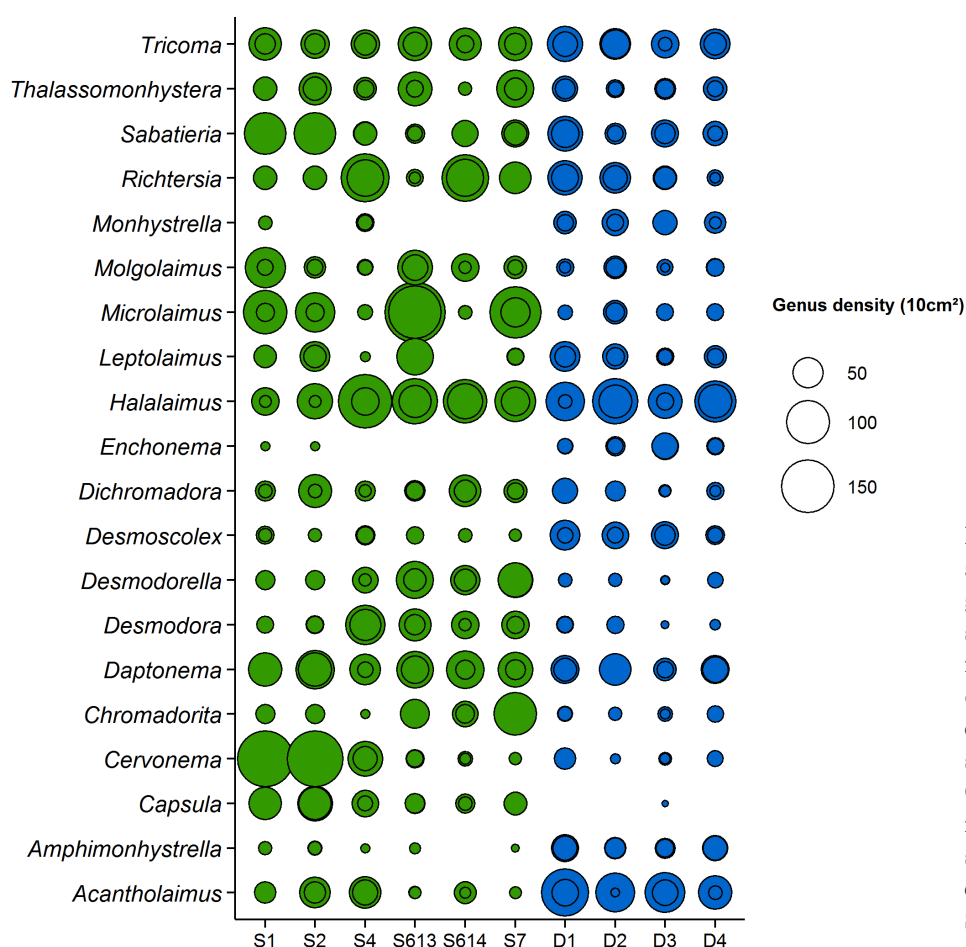 Tricoma
Thalassomonhystera
Sabatieria
Richtersia
Monhystrella
Molgolaimus
Microlaimus
Leptolaimus
Halalaimus
Enchonema
Dichromadora
Desmoscolex
Desmodorella
Desmodora
Daptonema
Chromadorita
Cervonema
Capsula
Amphimonhystrella
Acantholaimus
S1 S2 S4 S613 S614 S7 D1 D2 D3 D4
Genus density (10cm²)
50
100
150